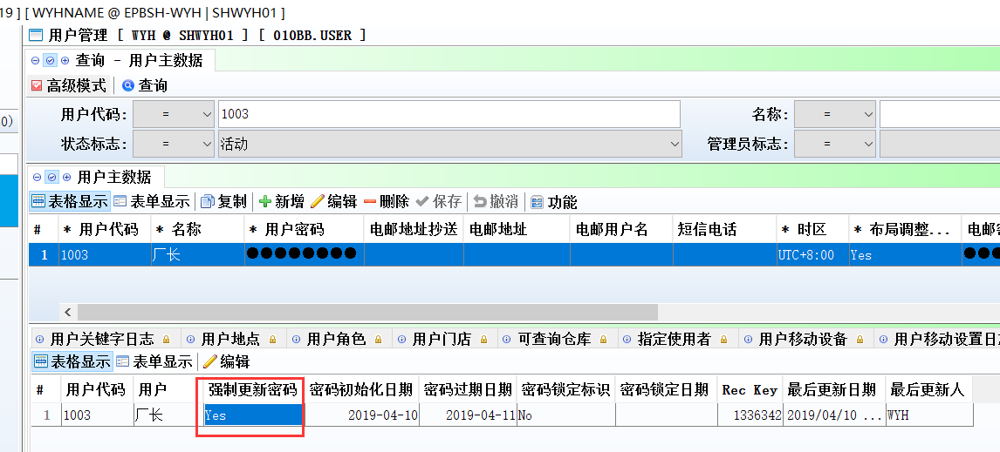 19 ] [ WYHNAME @ EPBSH-WYH | SHWYH01 ]
用户管理 [ WYH @ SHWYH01 ] [ 010BB.USER ]
查询 - 用户主数据
高级模式 查询
0)
用户代码: = 1003 名称: =
状态标志: = 活动 管理员标志: =
用户主数据
表格显示 表单显示 复制 新增 编辑 删除 保存 撤消 功能
# * 用户代码 * 名称 * 用户密码 电邮地址抄送 电邮地址 电邮用户名 短信电话 * 时区 * 布局调整... 电邮
1 1003 厂长 ●●●●●●●● UTC+8:00 Yes ●●
用户关键字日志 用户地点 用户角色 用户门店 可查询仓库 指定使用者 用户移动设备 用户移动设置日
表格显示 表单显示 编辑
# 用户代码 用户 强制更新密码 密码初始化日期 密码过期日期 密码锁定标识 密码锁定日期 Rec Key 最后更新日期 最后更新人
1 1003 厂长 Yes 2019-04-10 2019-04-11 No 1336342 2019/04/10 ... WYH